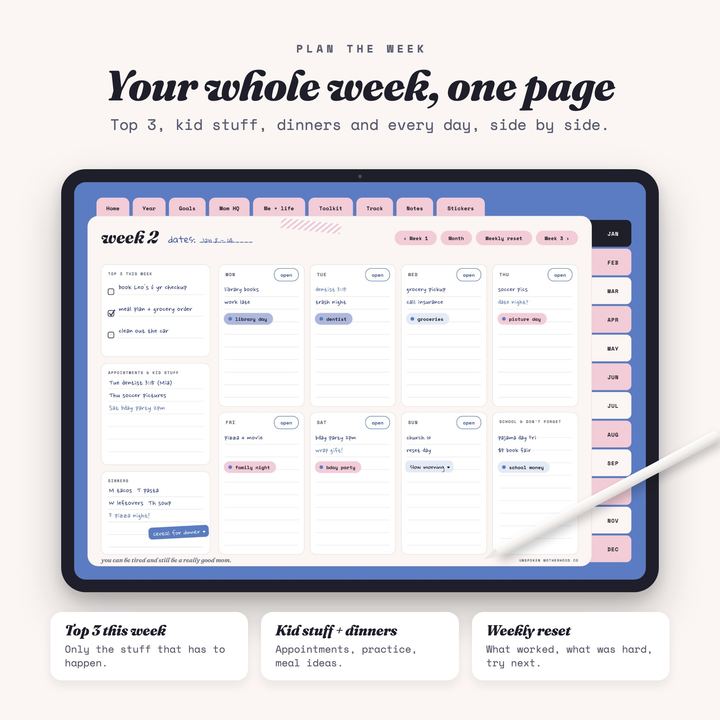 PLAN THE WEEK
Your whole week, one page
Top 3, kid stuff, dinners and every day, side by side.
Home
Year
Goals
Mom HQ
Me + life
Toolkit
Track
Notes
Stickers
week 2
dates:
‹ Week 1
Month
Weekly reset
Week 3 ›
JAN
FEB
MAR
APR
MAY
JUN
JUL
AUG
SEP
NOV
DEC
TOP 3 THIS WEEK
book Leo's 6 yr checkup
meal plan + grocery order
clean out the car
APPOINTMENTS & KID STUFF
Tue dentist 3:15 (Mia)
Thu soccer pictures
Sat bday party 2pm
DINNERS
M tacos T pasta
W leftovers Th soup
F pizza night!
cereal for dinner
MON
open
library books
work late
library day
TUE
open
dentist 3:15
trash night
dentist
WED
open
grocery pickup
call insurance
groceries
THU
open
soccer pics
date night?
picture day
FRI
open
pizza + movie
family night
SAT
open
bday party 2pm
wrap gift!
bday party
SUN
open
church 10
reset day
slow morning
SCHOOL & DON'T FORGET
pajama day Fri
$5 book fair
school money
you can be tired and still be a really good mom.
UNSPOKEN MOTHERHOOD CO
Top 3 this week
Only the stuff that has to
happen.
Kid stuff + dinners
Appointments, practice,
meal ideas.
Weekly reset
What worked, what was hard,
try next.